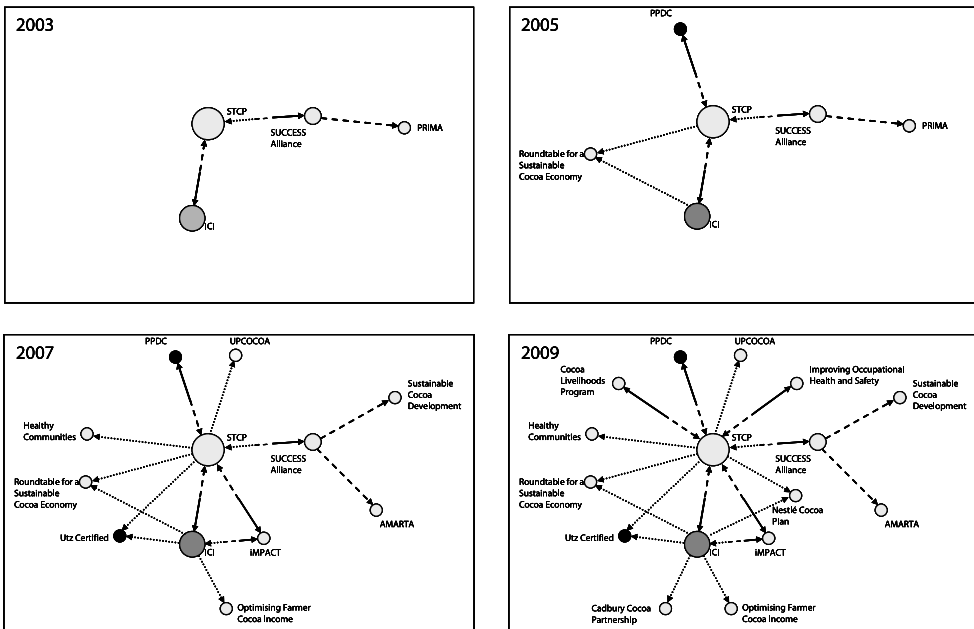 2003
STCP
SUCCESS
Alliance
PRIMA
ICI
2005
PPDC
STCP
SUCCESS
Alliance
PRIMA
Roundtable for a
Sustainable
Cocoa Economy
ICI
2007
PPDC
UPCOCOA
Sustainable
Cocoa
Development
Healthy
Communities
STCP
SUCCESS
Alliance
Roundtable for a
Sustainable
Cocoa Economy
AMARTA
Utz Certified
ICI
iMPACT
Optimising Farmer
Cocoa Income
2009
PPDC
UPCOCOA
Cocoa
Livelihoods
Program
Improving Occupational
Health and Safety
Sustainable
Cocoa
Development
Healthy
Communities
STCP
SUCCESS
Alliance
Roundtable for a
Sustainable
Cocoa Economy
Nestlé Cocoa
Plan
AMARTA
Utz Certified
ICI
iMPACT
Cadbury Cocoa
Partnership
Optimising Farmer
Cocoa Income